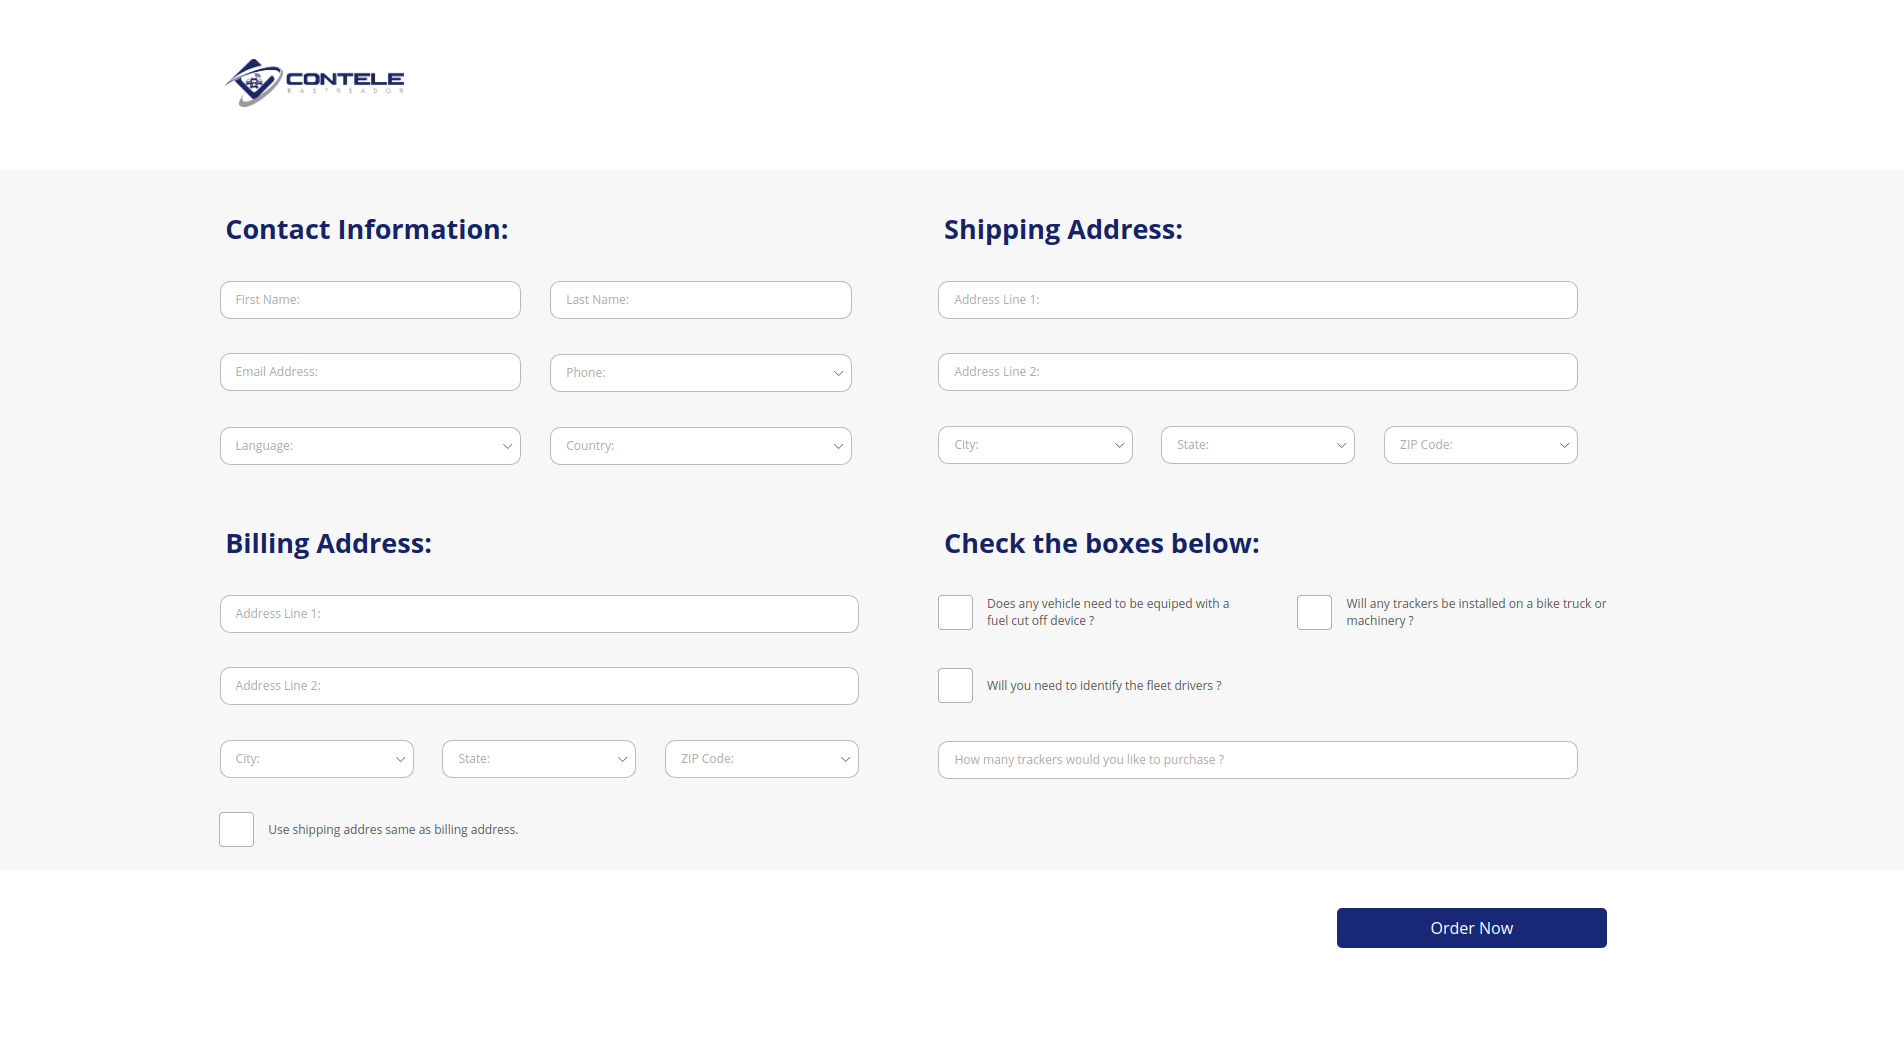 CONTELE
RASTREADOR
Contact Information:
First Name:
Last Name:
Email Address:
Phone:
Language:
Country:
Shipping Address:
Address Line 1:
Address Line 2:
City:
State:
ZIP Code:
Billing Address:
Address Line 1:
Address Line 2:
City:
State:
ZIP Code:
Use shipping addres same as billing address.
Check the boxes below:
Does any vehicle need to be equiped with a
fuel cut off device ?
Will any trackers be installed on a bike truck or
machinery ?
Will you need to identify the fleet drivers ?
How many trackers would you like to purchase ?
Order Now